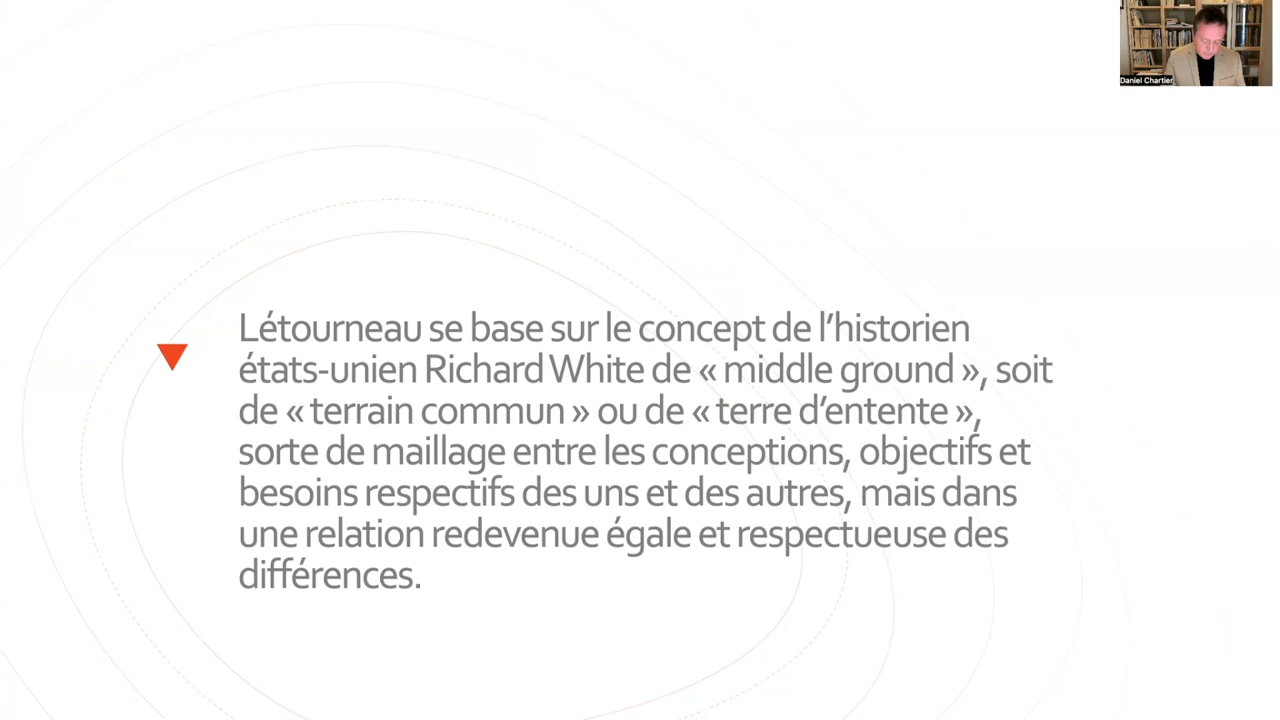 Daniel Chartier
Létourneau se base sur le concept de l’historien
états-unien Richard White de « middle ground », soit
de « terrain commun » ou de « terre d’entente »,
sorte de maillage entre les conceptions, objectifs et
besoins respectifs des uns et des autres, mais dans
une relation redevenue égale et respectueuse des
différences.